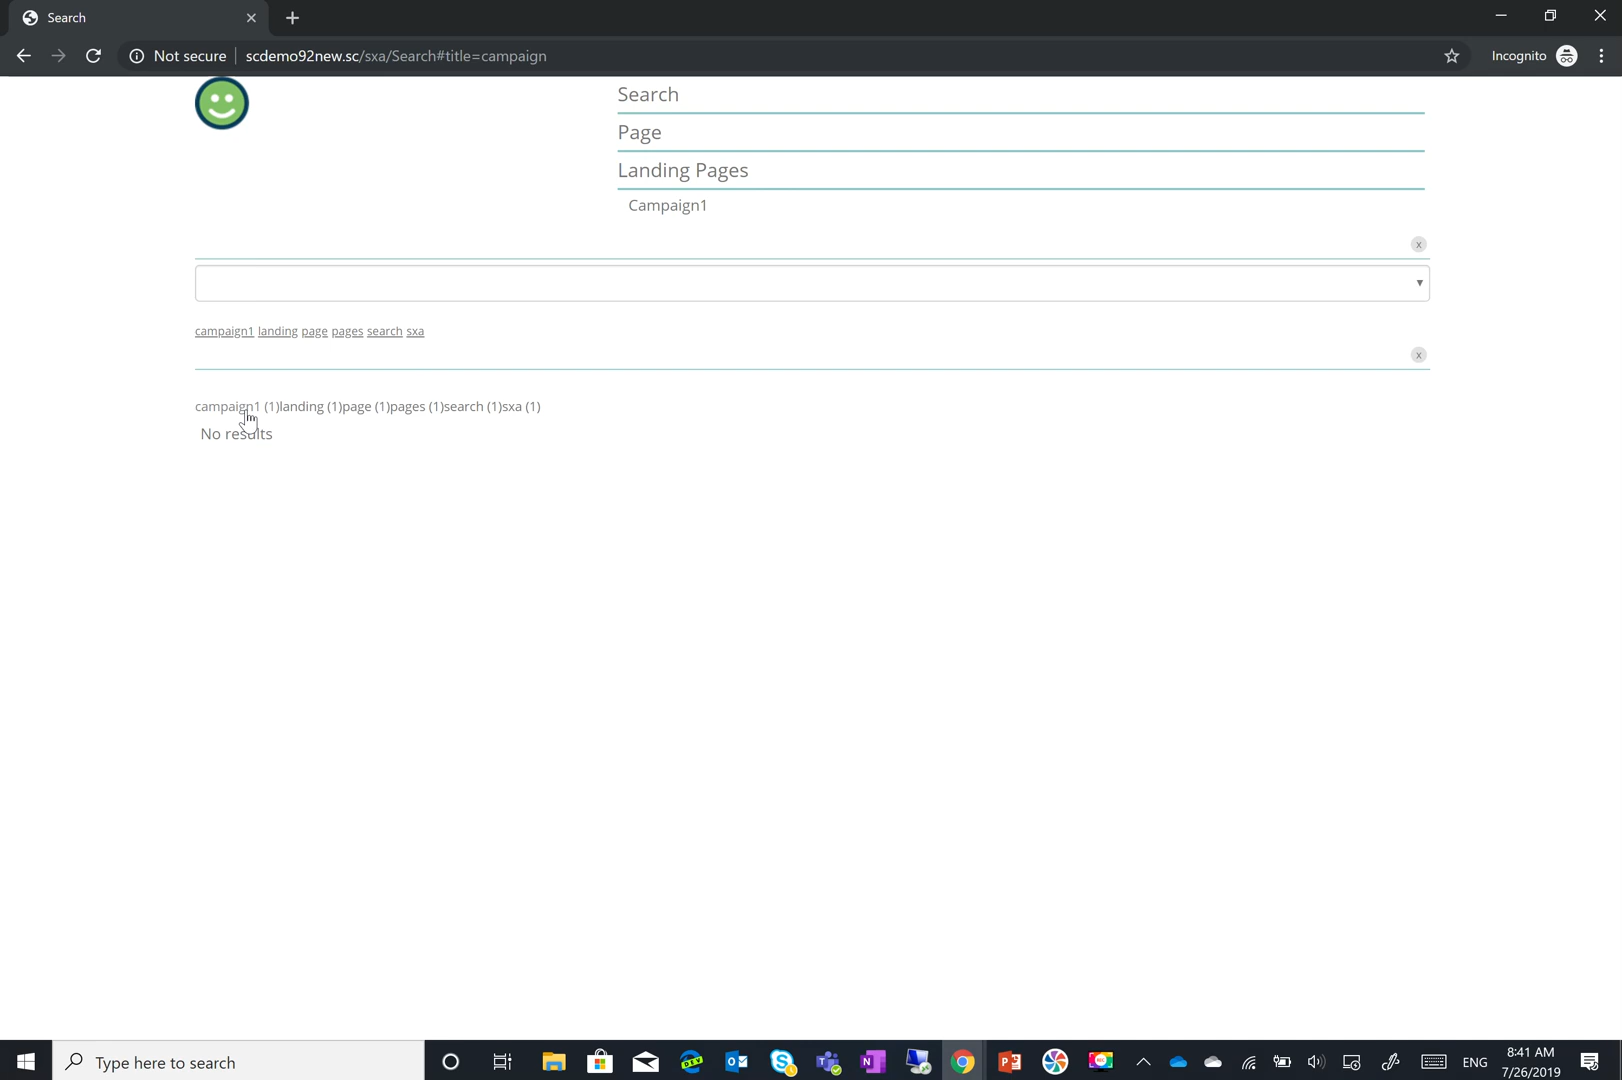 Search
Not secure
scdemo92new.sc/sxa/Search#title=campaign
Incognito
Search
Page
Landing Pages
Campaign1
x
campaign1 landing page pages search sxa
x
campaign1 (1)landing (1)page (1)pages (1)search (1)sxa (1)
No results
Type here to search
DEV
ENG
8:41 AM
7/26/2019